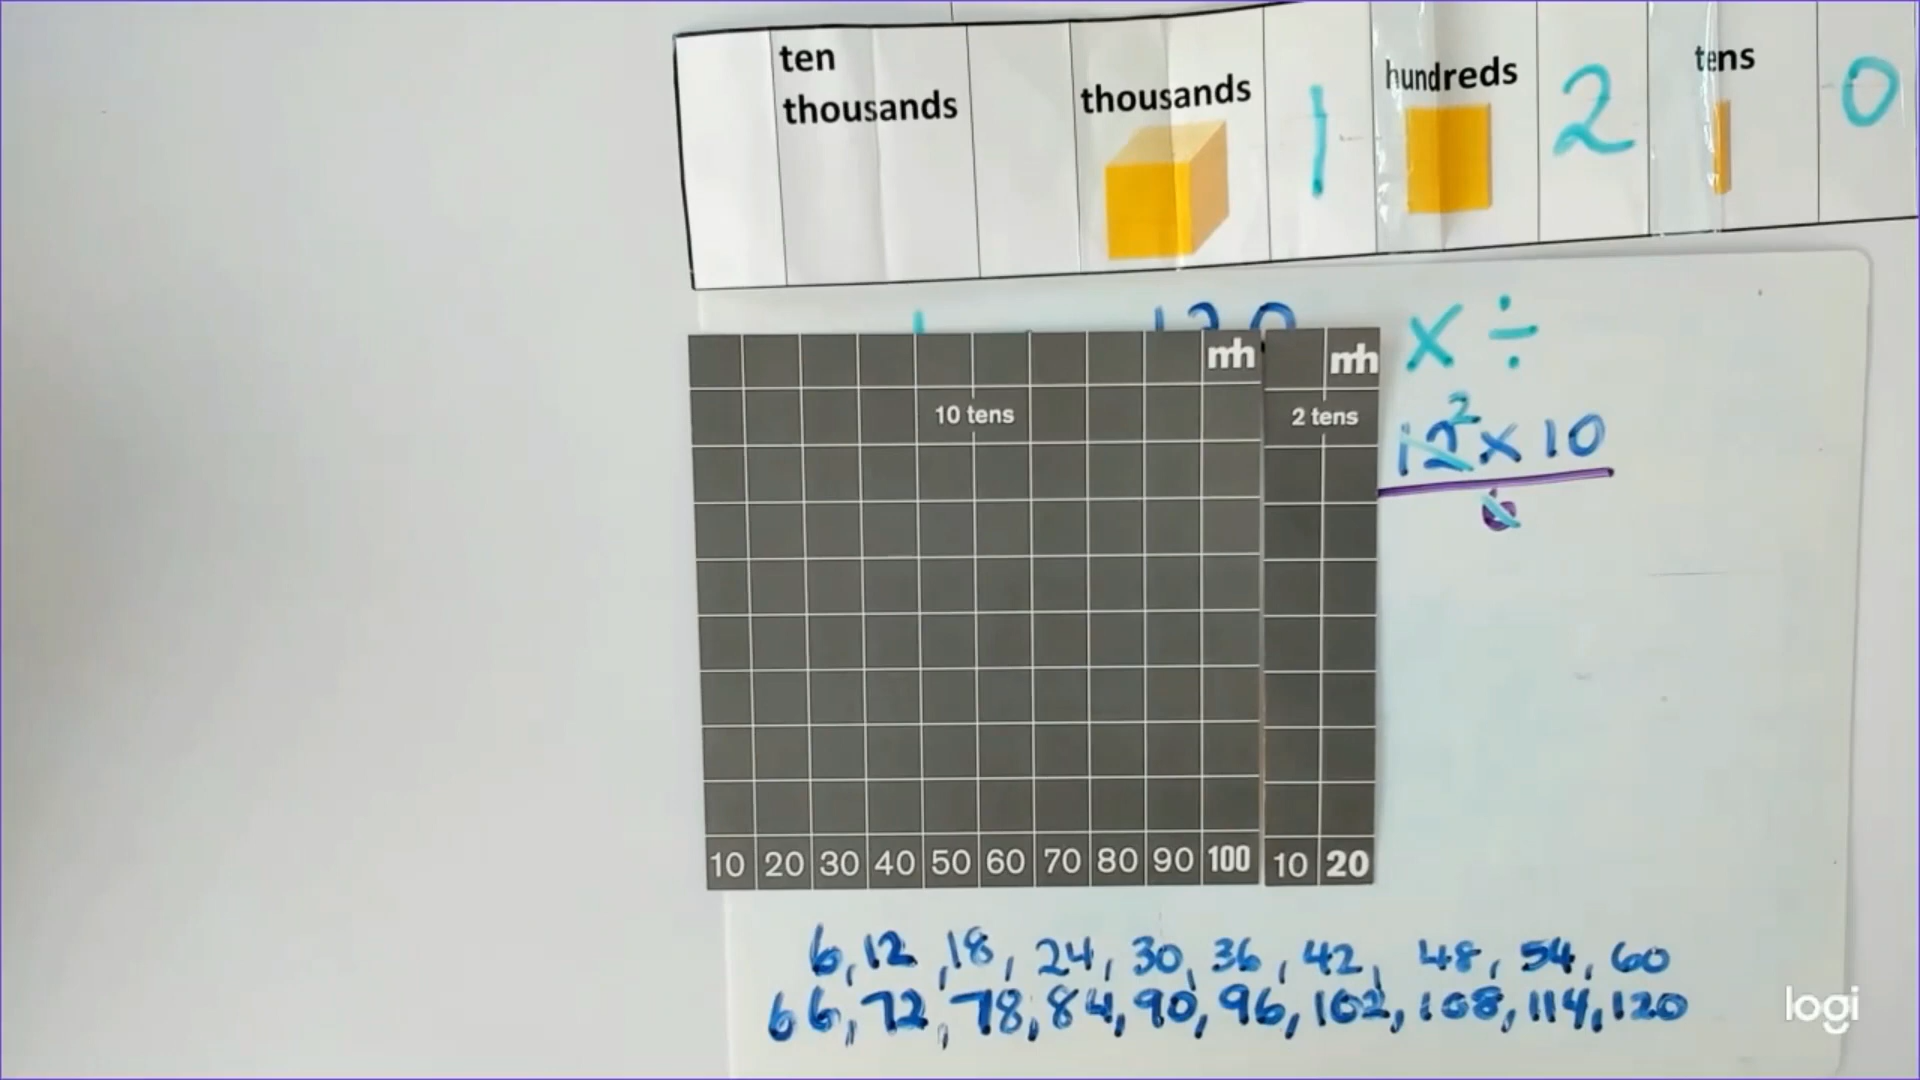 ten
thousands
thousands 1 hundreds 2 tens 0
mh mh
x ÷
10 tens 2 tens
12 2 x 10
6
10 20 30 40 50 60 70 80 90 100 10 20
6, 12, 18, 24, 30, 36, 42, 48, 54, 60
66, 72, 78, 84, 90, 96, 102, 108, 114, 120
logi